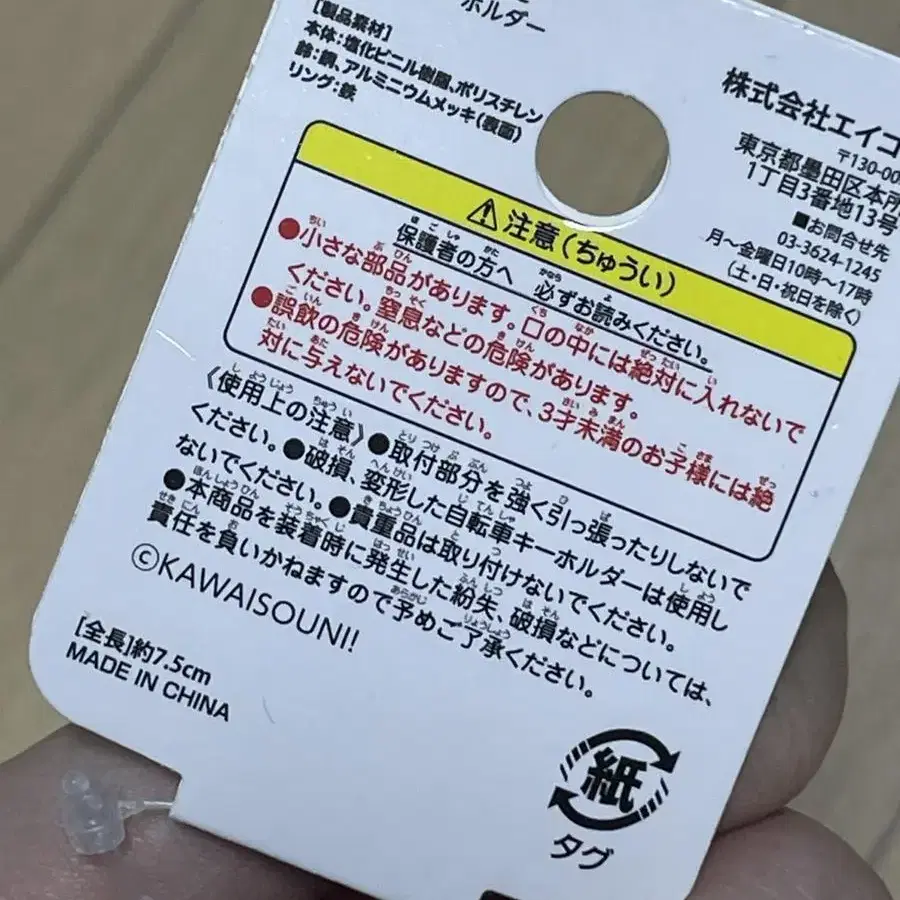 ホルダー
[製品素材]
本体:塩化ビニル樹脂、ポリスチレン
鈴:銅、アルミニウムメッキ(表面)
リング:鉄
株式会社エイコ
〒130-00
東京都墨田区本所
1丁目3番地13号
■お問合せ先
03-3624-1245
月～金曜日10時～17時
(土・日・祝日を除く)
⚠注意(ちゅうい)
保護者の方へ 必ずお読みください。
●小さな部品があります。口の中には絶対に入れないで
ください。窒息などの危険があります。
●誤飲の危険がありますので、3才未満のお子様には絶
対に与えないでください。
《使用上の注意》●取付部分を強く引っ張ったりしないで
ください。●破損、変形した自転車キーホルダーは使用し
ないでください。●貴重品は取り付けないでください。
●本商品を装着時に発生した紛失、破損などについては、
責任を負いかねますので予めご了承ください。
©KAWAISOUNI!
[全長]約7.5cm
MADE IN CHINA
紙
タグ